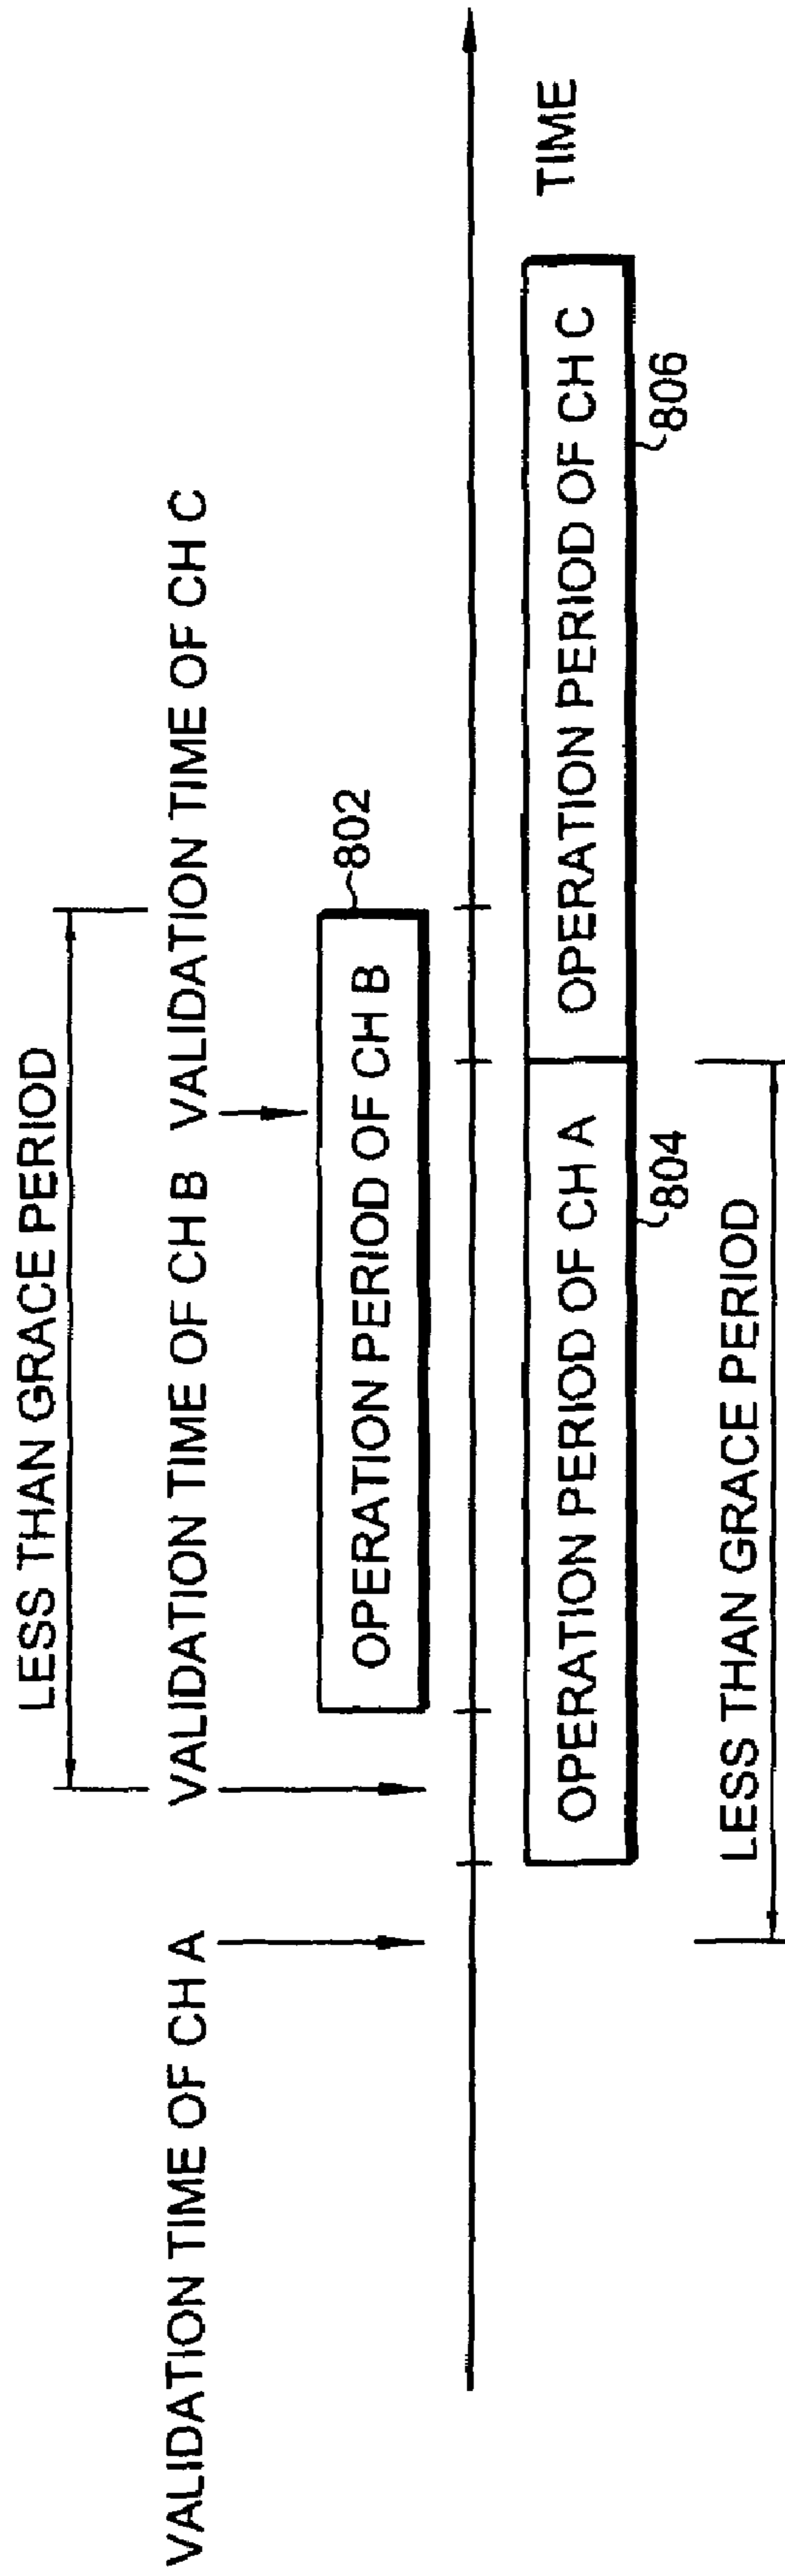 LESS THAN GRACE PERIOD
VALIDATION TIME OF CH A
VALIDATION TIME OF CH B
VALIDATION TIME OF CH C
802
OPERATION PERIOD OF CH B
TIME
OPERATION PERIOD OF CH A
OPERATION PERIOD OF CH C
804
806
LESS THAN GRACE PERIOD